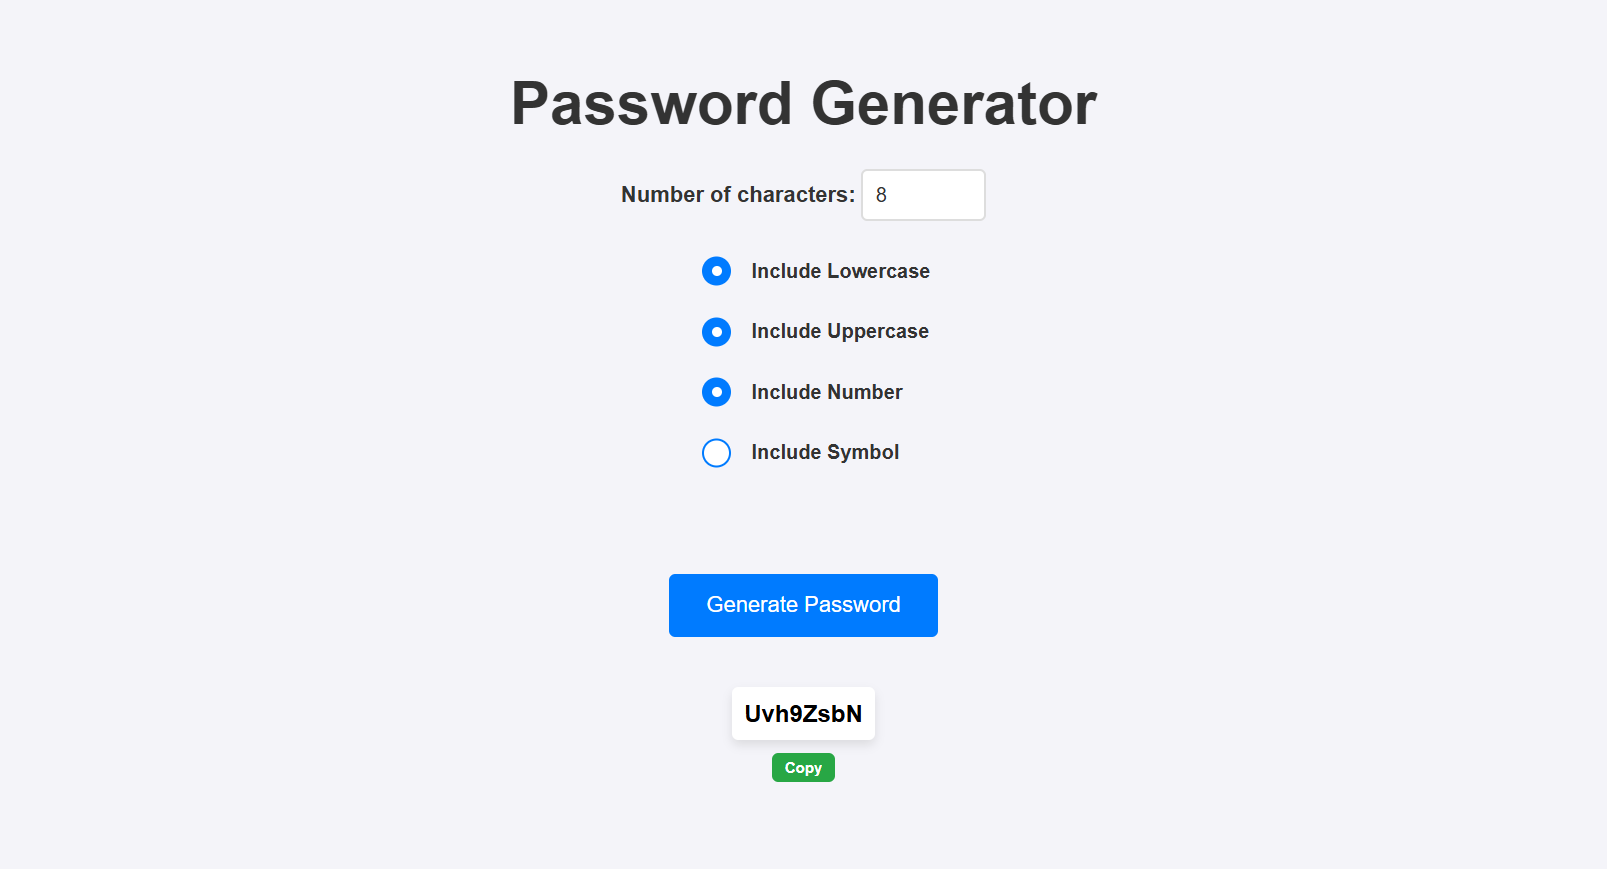 Password Generator
Number of characters: 8
Include Lowercase
Include Uppercase
Include Number
Include Symbol
Generate Password
Uvh9ZsbN
Copy